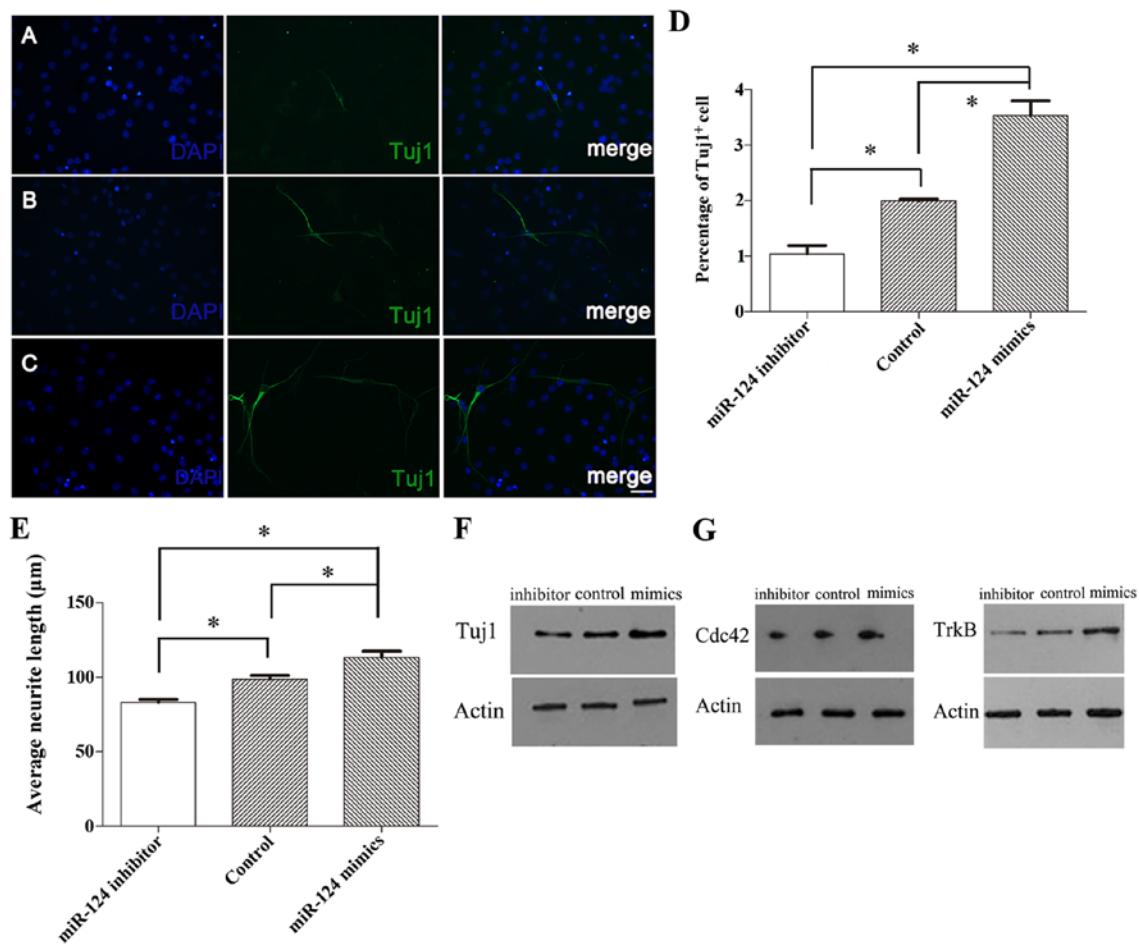 A
DAPI
Tuj1
merge
B
DAPI
Tuj1
merge
C
DAPI
Tuj1
merge
D
Percentage of Tuj1⁺ cell
4
3
2
1
0
*
*
*
miR-124 inhibitor
Control
miR-124 mimics
E
Average neurite length (µm)
150
100
50
0
*
*
*
miR-124 inhibitor
Control
miR-124 mimics
F
inhibitor control mimics
Tuj1
Actin
G
inhibitor control mimics
Cdc42
Actin
inhibitor control mimics
TrkB
Actin